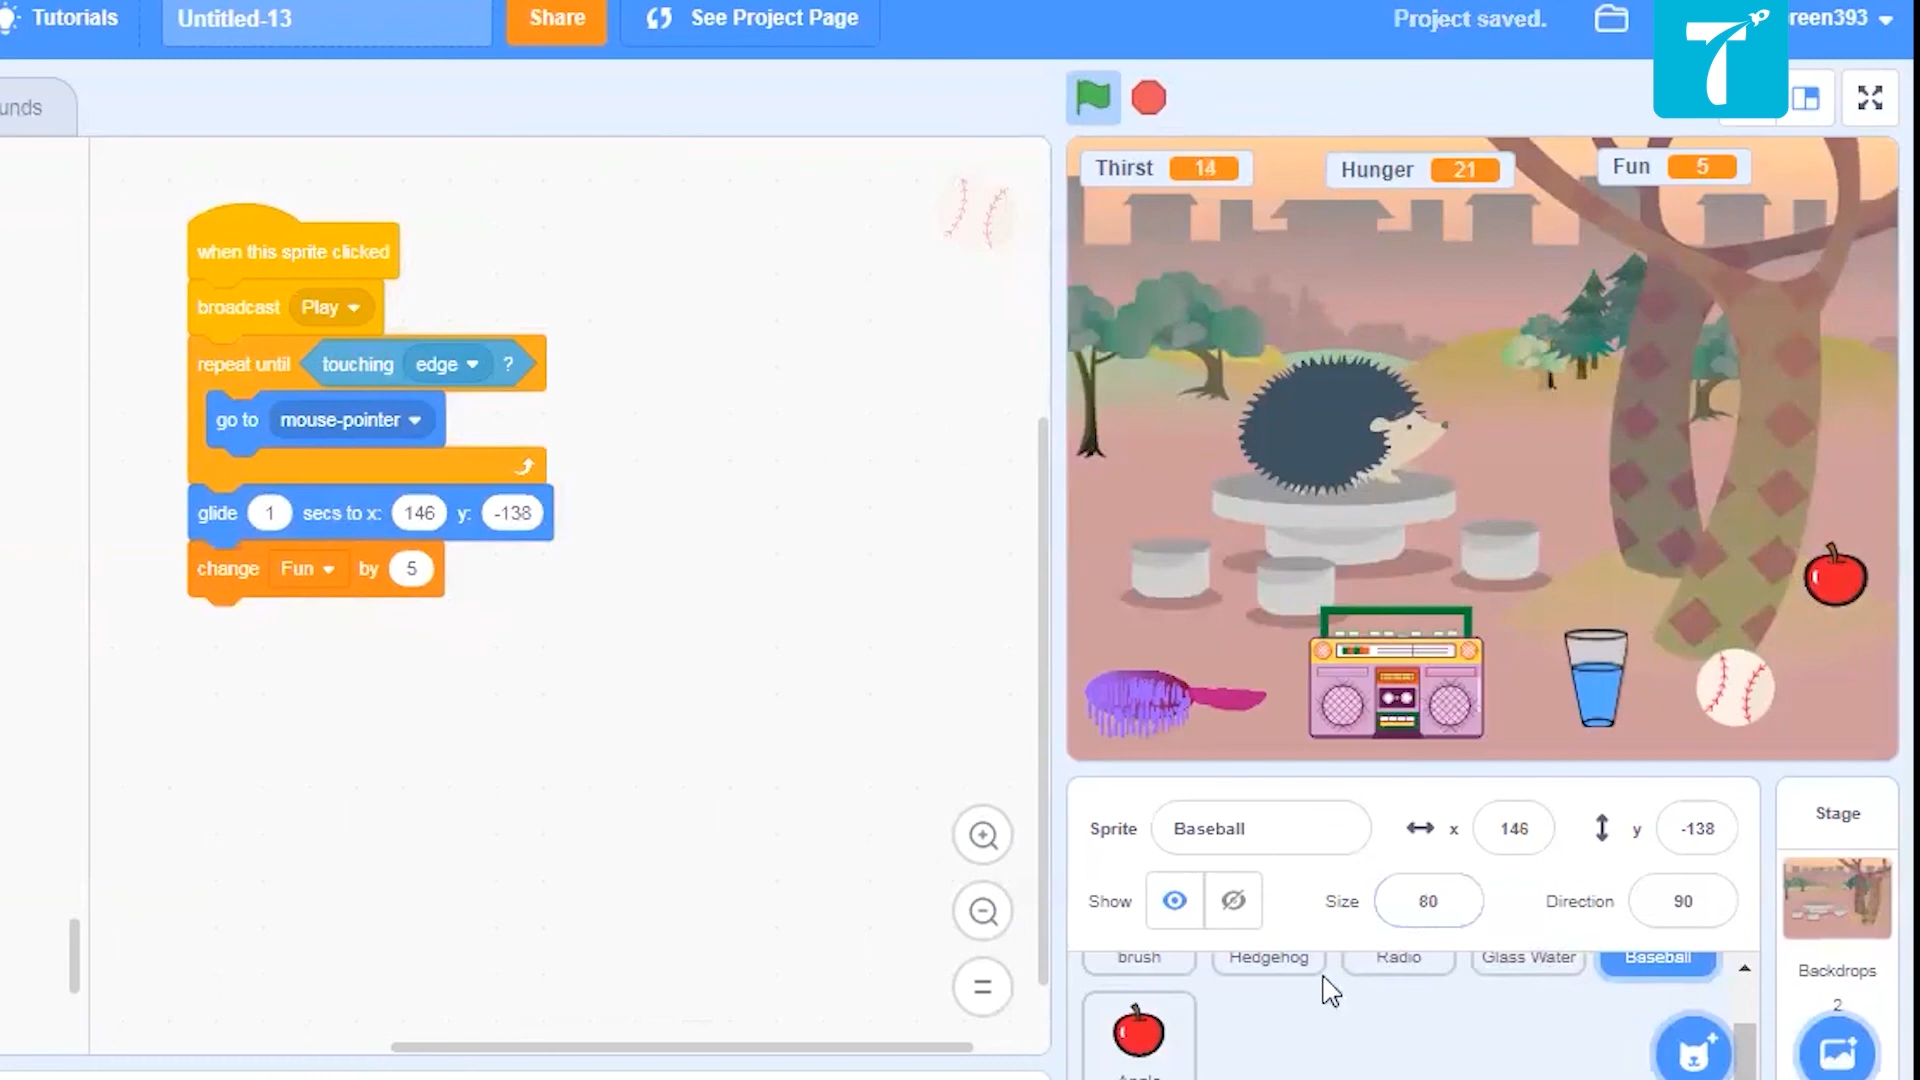 Tutorials
Untitled-13
Share
See Project Page
Project saved.
reen393
unds
Thirst 14
Hunger 21
Fun 5
when this sprite clicked
broadcast Play
repeat until touching edge ?
go to mouse-pointer
glide 1 secs to x: 146 y: -138
change Fun by 5
Sprite Baseball x 146 y -138
Show Size 80 Direction 90
brush Hedgehog Radio Glass Water Baseball
Stage
Backdrops
2